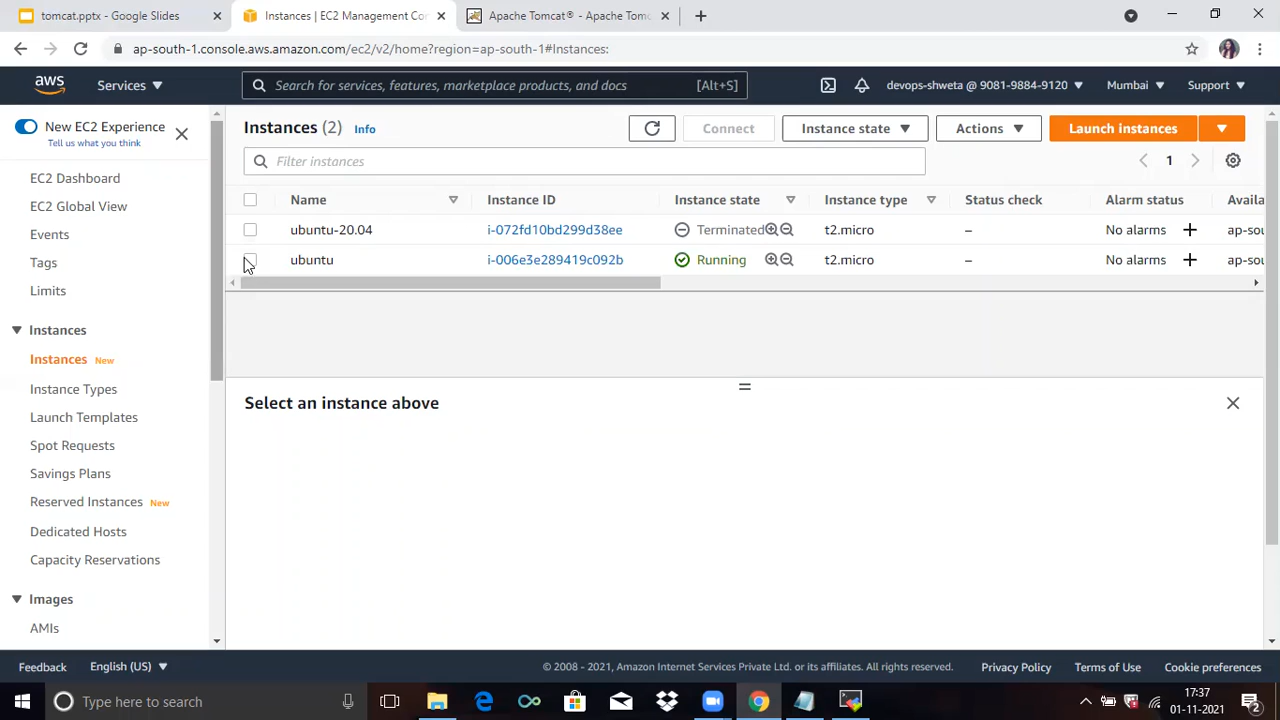 tomcat.pptx - Google Slides
Instances | EC2 Management Con
Apache Tomcat® - Apache Tomc
ap-south-1.console.aws.amazon.com/ec2/v2/home?region=ap-south-1#Instances:
aws
Services
Search for services, features, marketplace products, and docs
[Alt+S]
devops-shweta @ 9081-9884-9120
Mumbai
Support
New EC2 Experience
Tell us what you think
EC2 Dashboard
EC2 Global View
Events
Tags
Limits
Instances
Instances New
Instance Types
Launch Templates
Spot Requests
Savings Plans
Reserved Instances New
Dedicated Hosts
Capacity Reservations
Images
AMIs
Instances (2) Info
Connect
Instance state
Actions
Launch instances
Filter instances
1
Name Instance ID Instance state Instance type Status check Alarm status Availa
ubuntu-20.04 i-072fd10bd299d38ee Terminated t2.micro – No alarms + ap-sou
ubuntu i-006e3e289419c092b Running t2.micro – No alarms + ap-sou
Select an instance above
Feedback
English (US)
© 2008 - 2021, Amazon Internet Services Private Ltd. or its affiliates. All rights reserved.
Privacy Policy
Terms of Use
Cookie preferences
Type here to search
17:37
01-11-2021
2